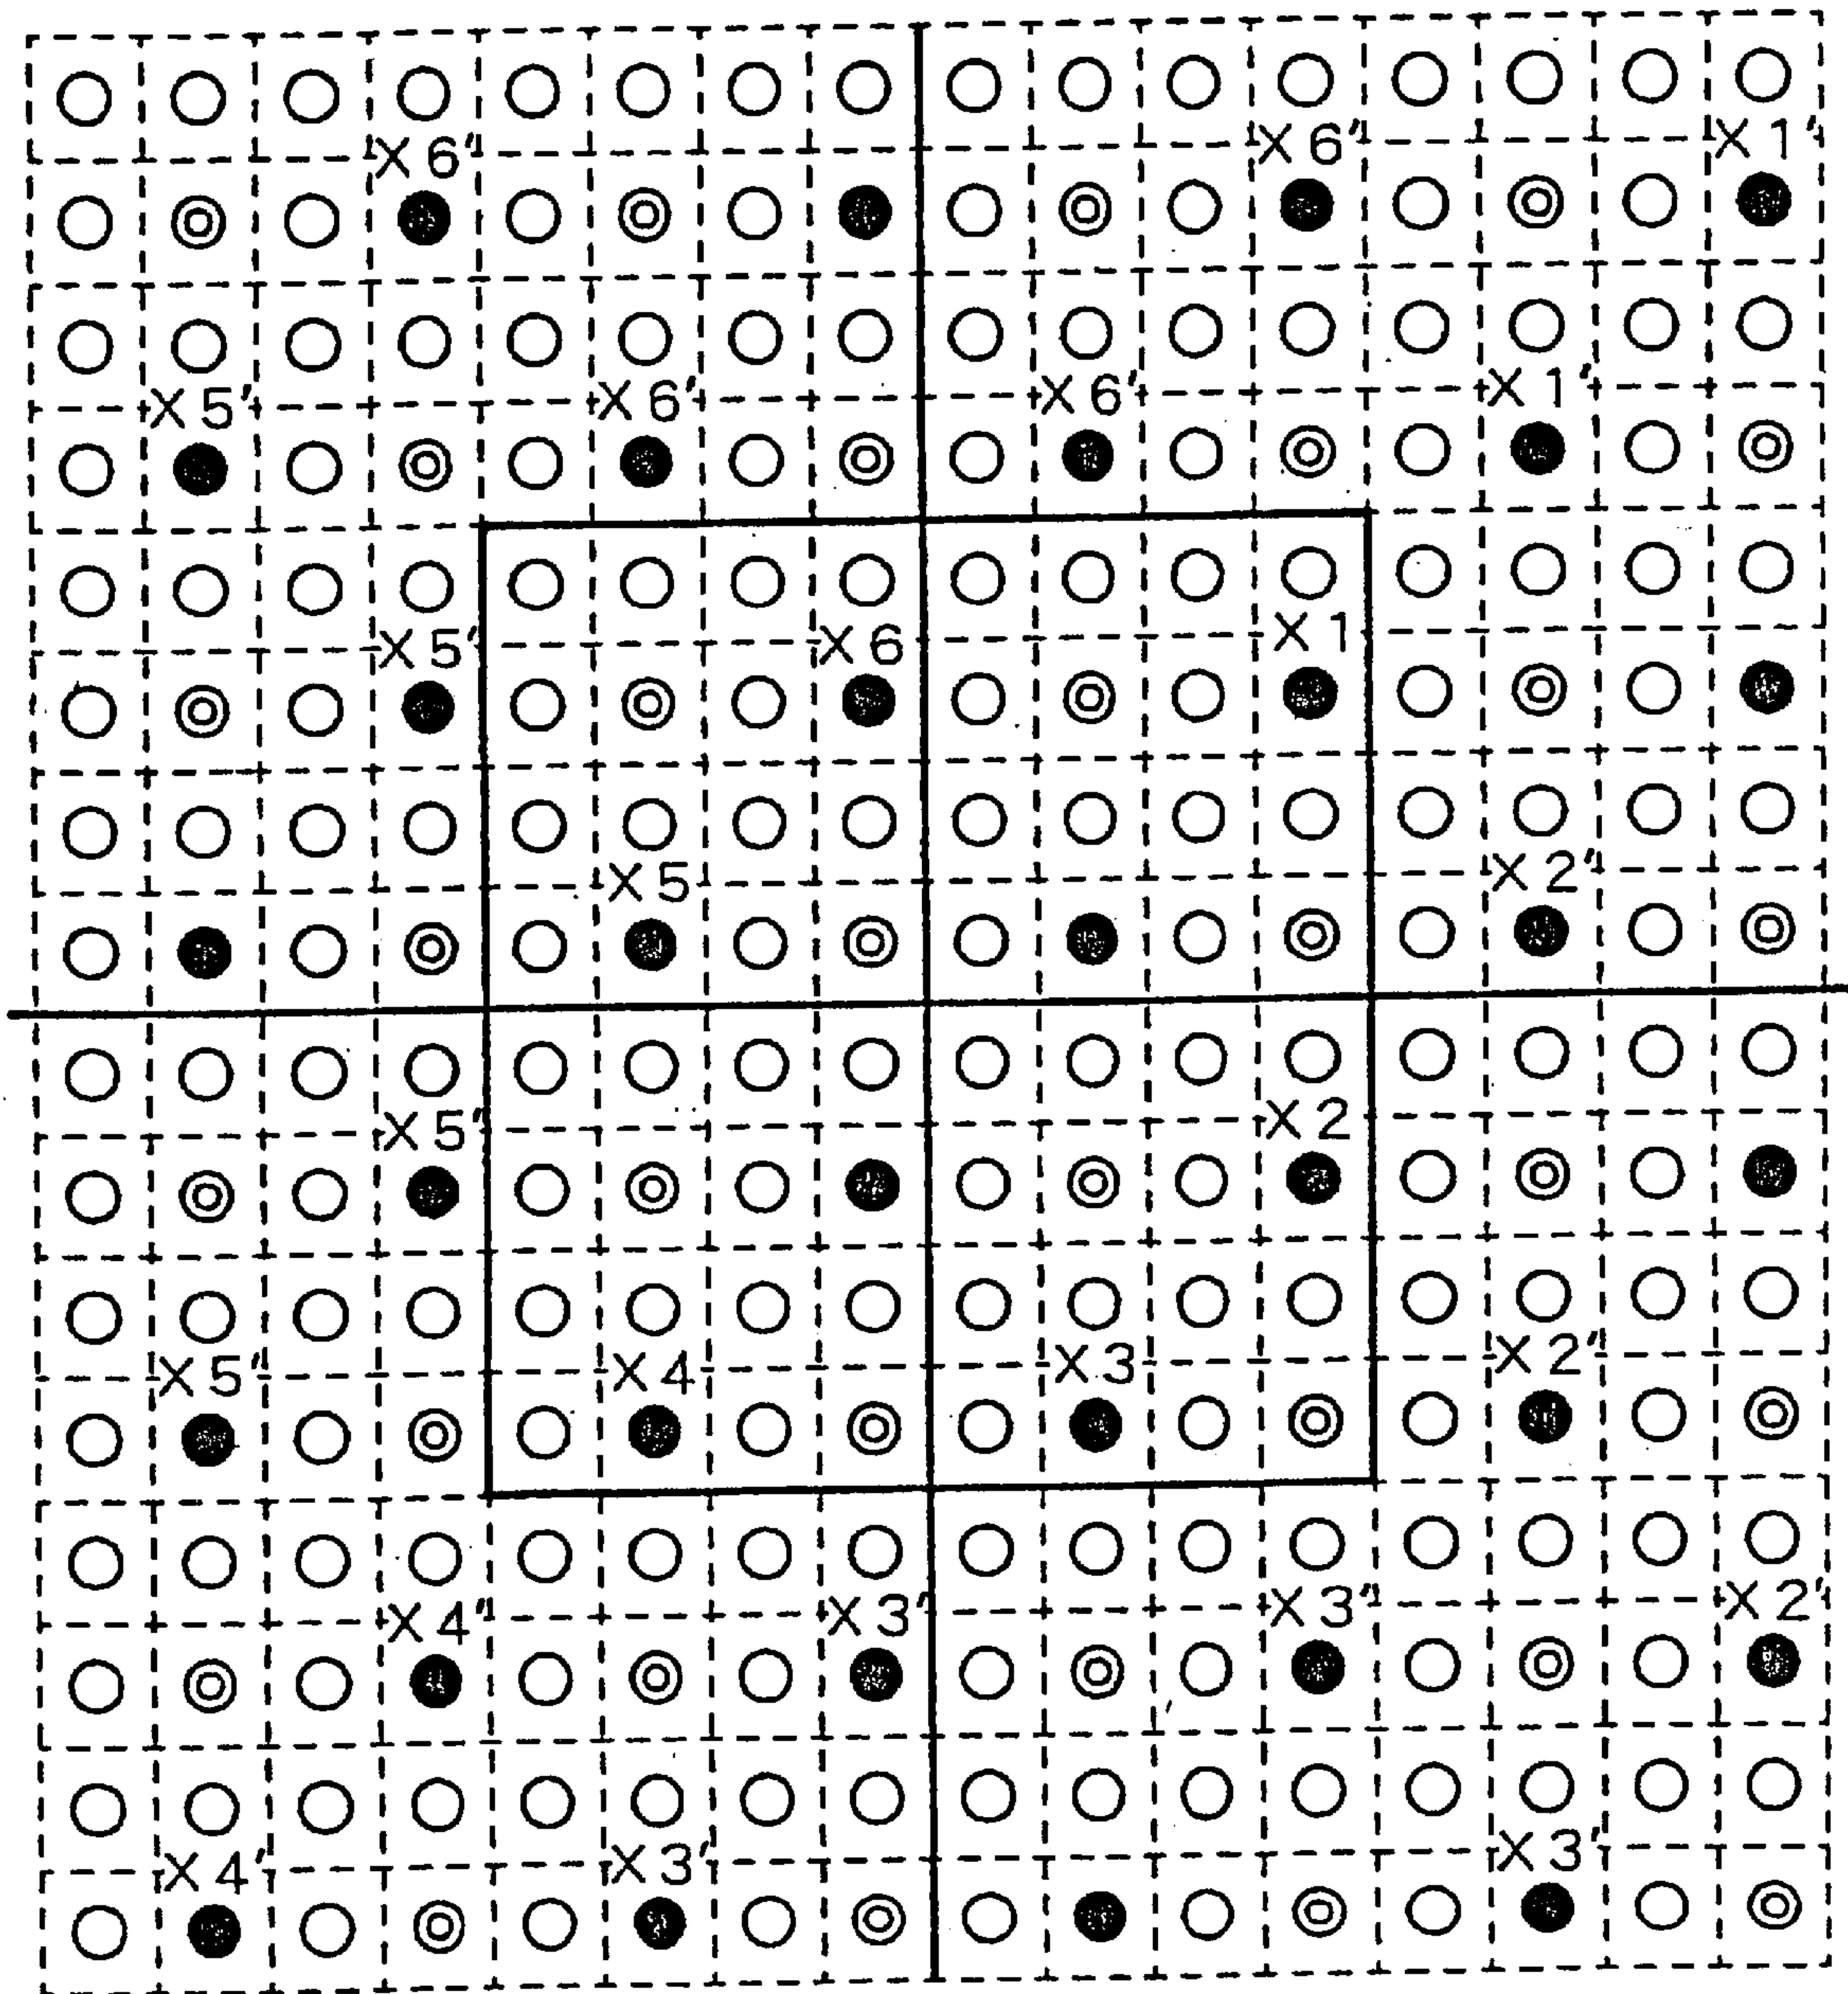 X6' X6' X1'
X5' X6' X6' X1'
X5' X6 X1
X5 X2'
X5' X2
X5' X4 X3 X2'
X4' X3' X3' X2'
X4' X3' X3'